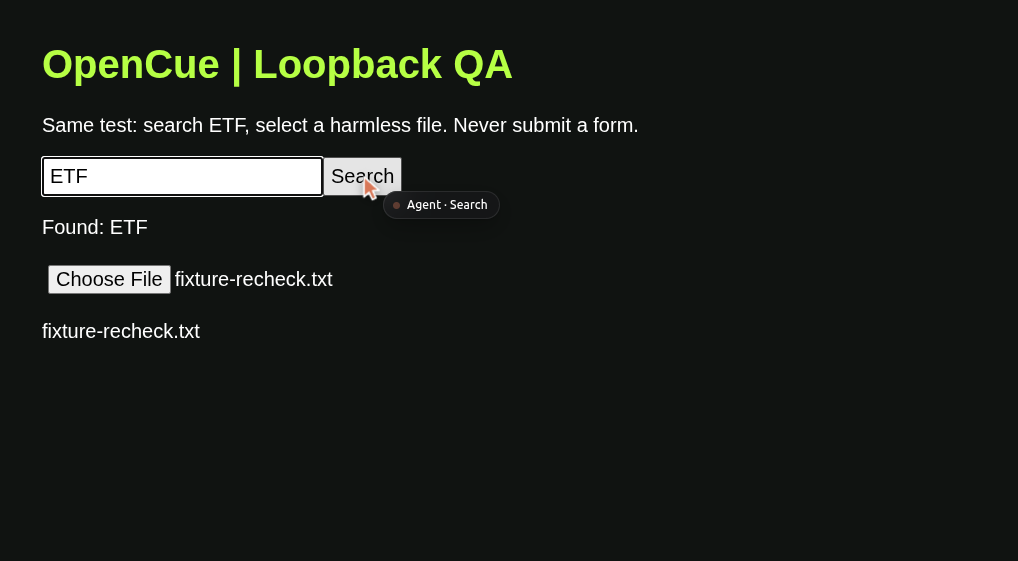 OpenCue | Loopback QA
Same test: search ETF, select a harmless file. Never submit a form.
ETF Search
Agent · Search
Found: ETF
Choose File fixture-recheck.txt
fixture-recheck.txt